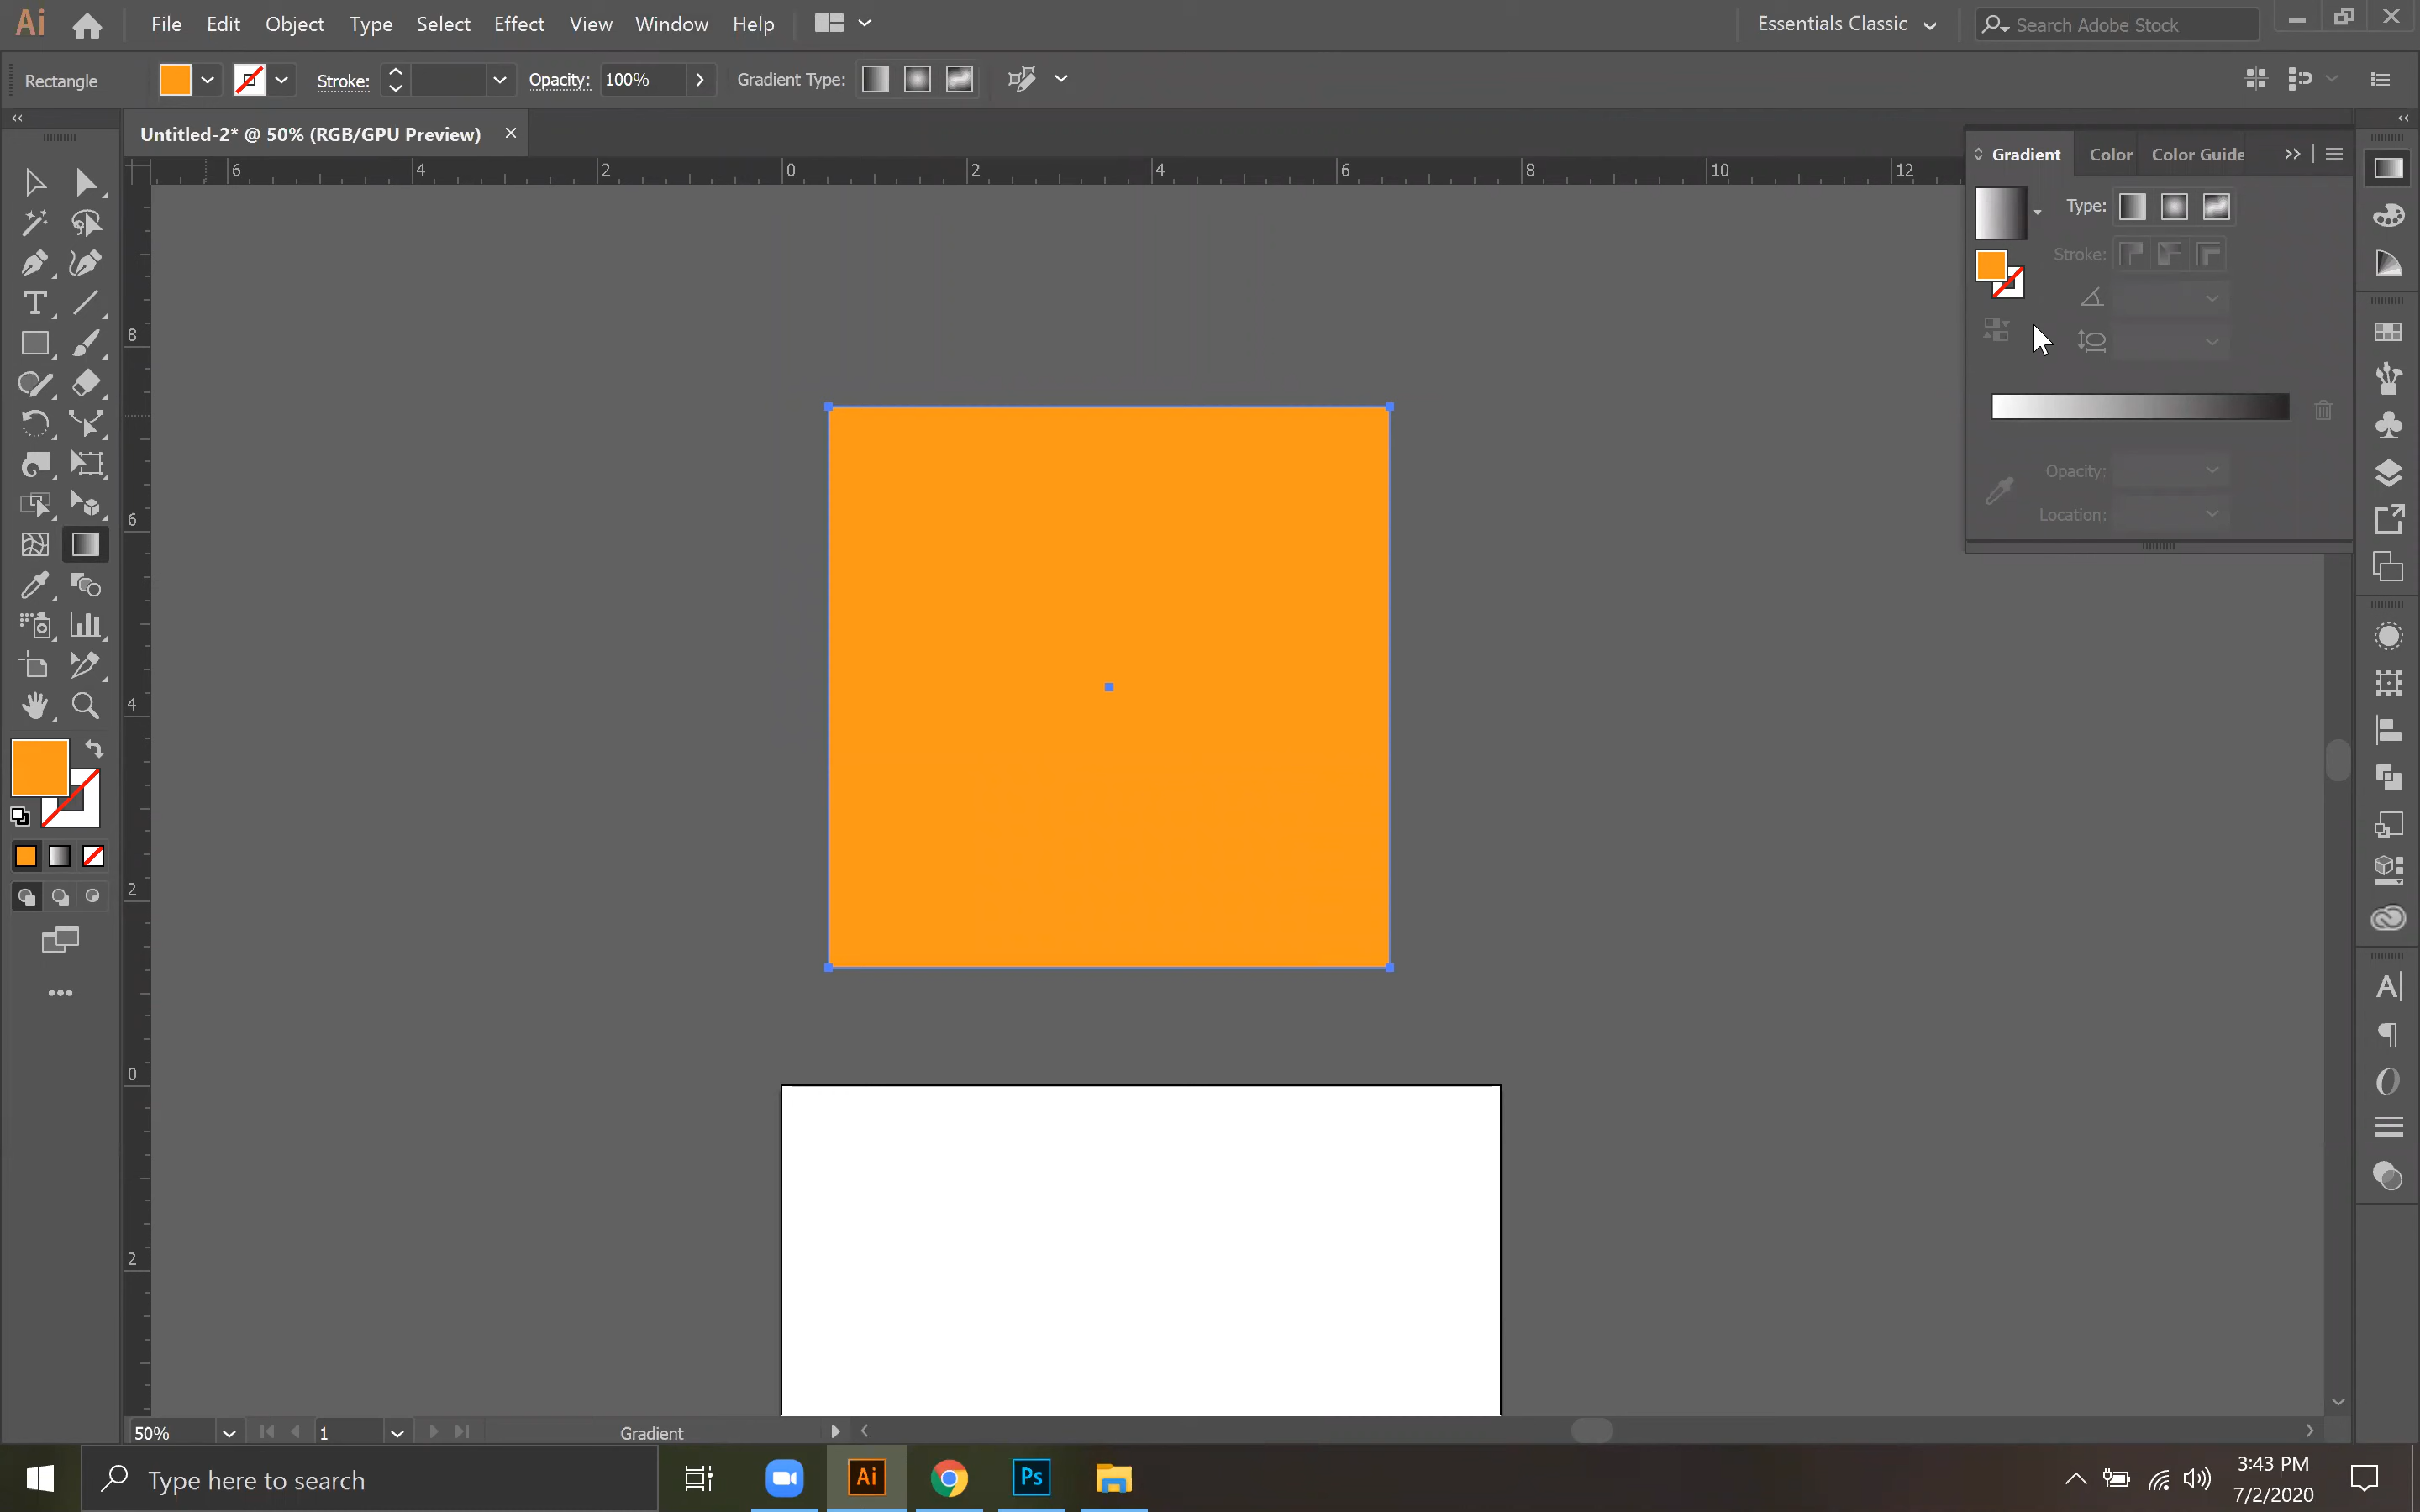 Ai File Edit Object Type Select Effect View Window Help Essentials Classic Search Adobe Stock
Rectangle Stroke: Opacity: 100% Gradient Type:
Untitled-2* @ 50% (RGB/GPU Preview)
6 4 2 0 2 4 6 8 10 12
Gradient Color Color Guide
Type:
Stroke:
8
6
4
2
0
2
Opacity:
Location:
50% 1 Gradient
Type here to search
Ai
Ps
3:43 PM
7/2/2020